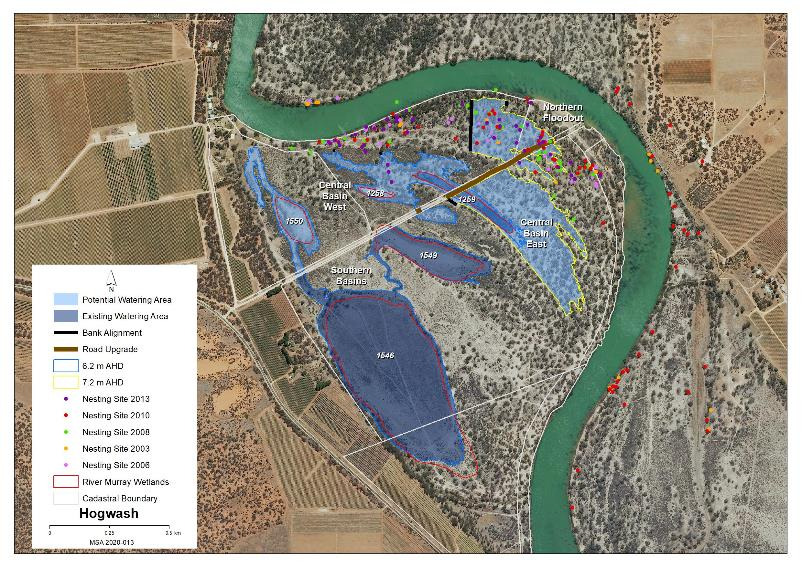 Northern
Floodout
Central
Basin
West
1258
1259
1550
Central
Basin
East
1549
Southern
Basins
1546
N
Potential Watering Area
Existing Watering Area
Bank Alignment
Road Upgrade
6.2 m AHD
7.2 m AHD
Nesting Site 2013
Nesting Site 2010
Nesting Site 2008
Nesting Site 2003
Nesting Site 2006
River Murray Wetlands
Cadastral Boundary
Hogwash
0 0.25 0.5 km
MSA 2020-013